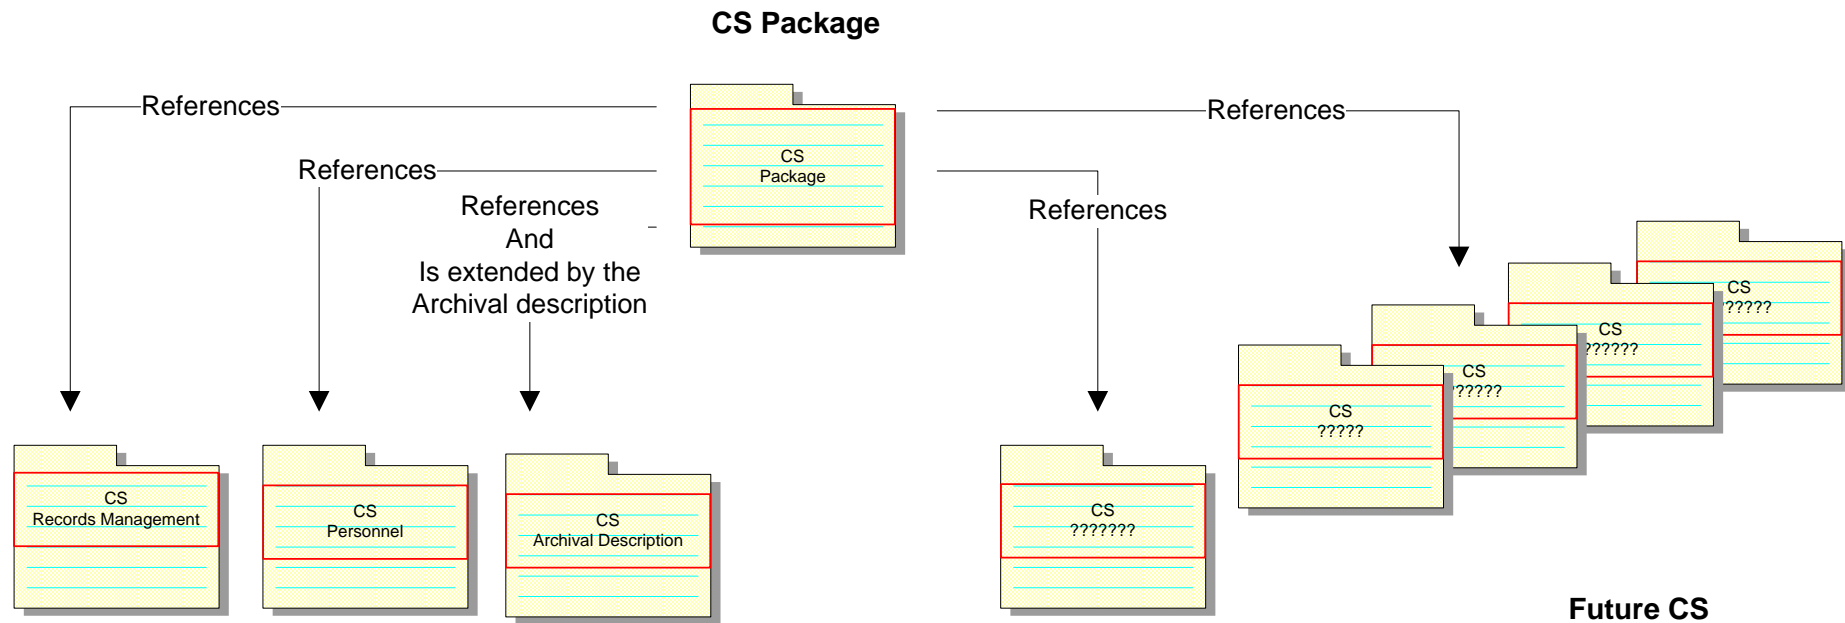 CS Package
References
References
CS
Package
References
References
And
Is extended by the
Archival description
References
CS
??????
CS
??????
CS
??????
CS
?????
CS
Records Management
CS
Personnel
CS
Archival Description
CS
???????
Future CS